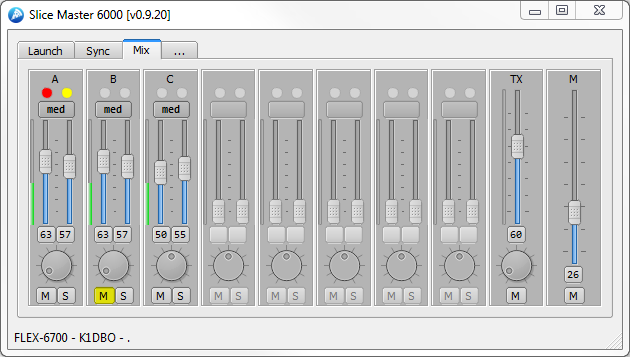 Slice Master 6000 [v0.9.20]
Launch Sync Mix ...
A B C TX M
med med med
63 57 63 57 50 55 60
26
M S M S M S M S M S M S M S M S M M
FLEX-6700 - K1DBO - .